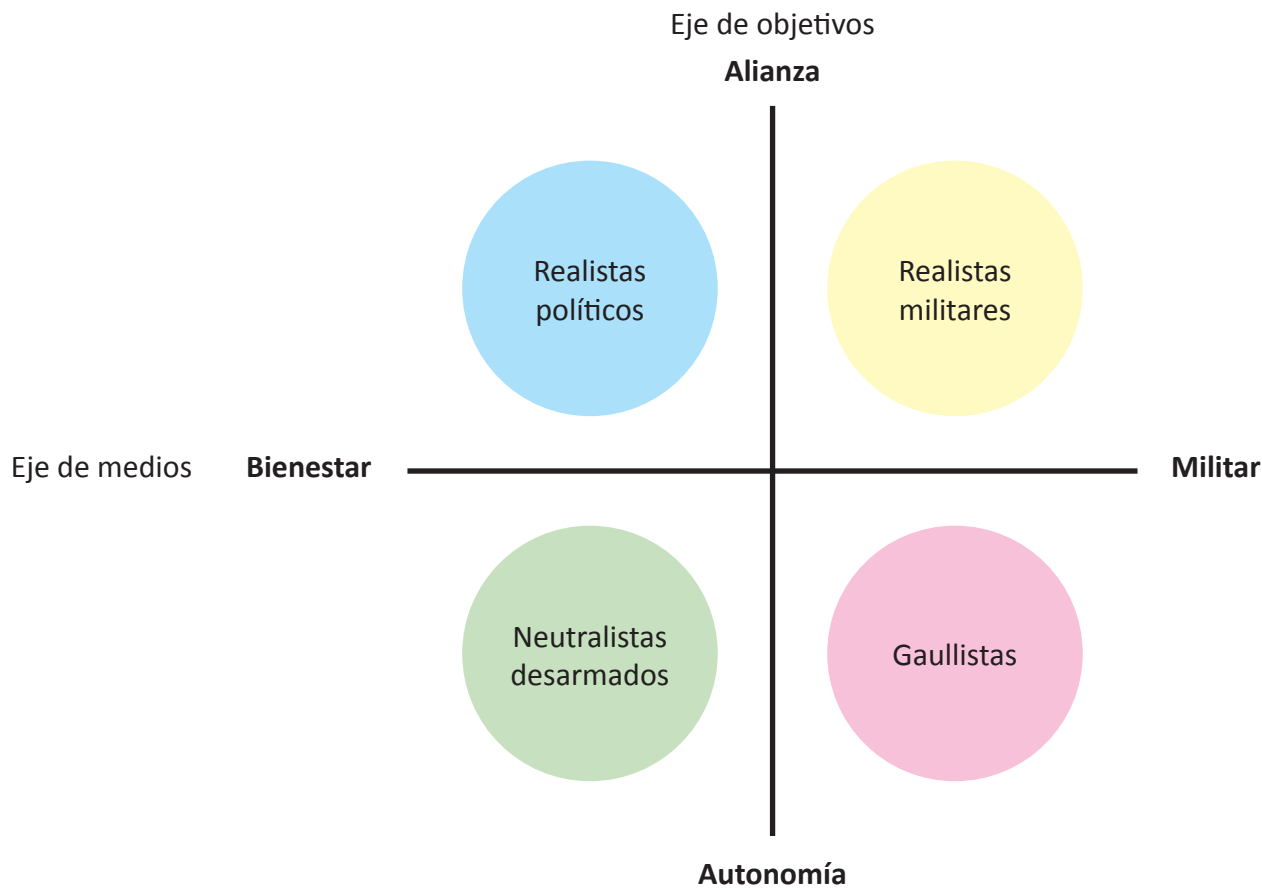 Eje de objetivos
Alianza
Realistas
políticos
Realistas
militares
Eje de medios
Bienestar
Militar
Neutralistas
desarmados
Gaullistas
Autonomía